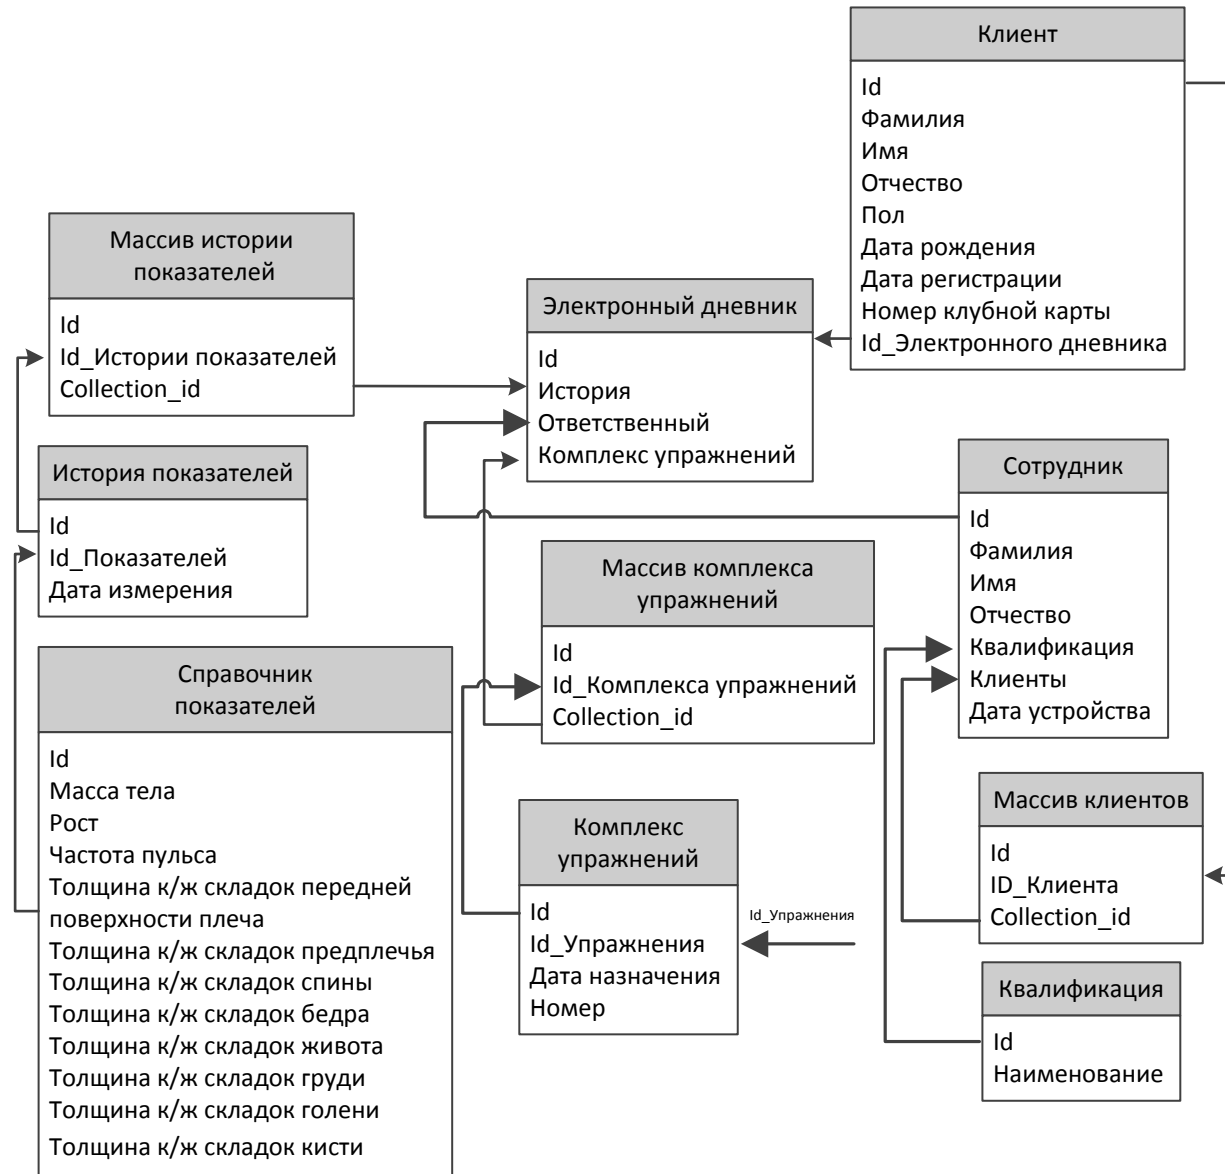 Клиент
Id
Фамилия
Имя
Отчество
Пол
Дата рождения
Дата регистрации
Номер клубной карты
Id_Электронного дневника
Массив истории
показателей
Id
Id_Истории показателей
Collection_id
Электронный дневник
Id
История
Ответственный
Комплекс упражнений
История показателей
Id
Id_Показателей
Дата измерения
Сотрудник
Id
Фамилия
Имя
Отчество
Квалификация
Клиенты
Дата устройства
Массив комплекса
упражнений
Id
Id_Комплекса упражнений
Collection_id
Справочник
показателей
Id
Масса тела
Рост
Частота пульса
Толщина к/ж складок передней
поверхности плеча
Толщина к/ж складок предплечья
Толщина к/ж складок спины
Толщина к/ж складок бедра
Толщина к/ж складок живота
Толщина к/ж складок груди
Толщина к/ж складок голени
Толщина к/ж складок кисти
Комплекс
упражнений
Id
Id_Упражнения
Дата назначения
Номер
Id_Упражнения
Массив клиентов
Id
ID_Клиента
Collection_id
Квалификация
Id
Наименование